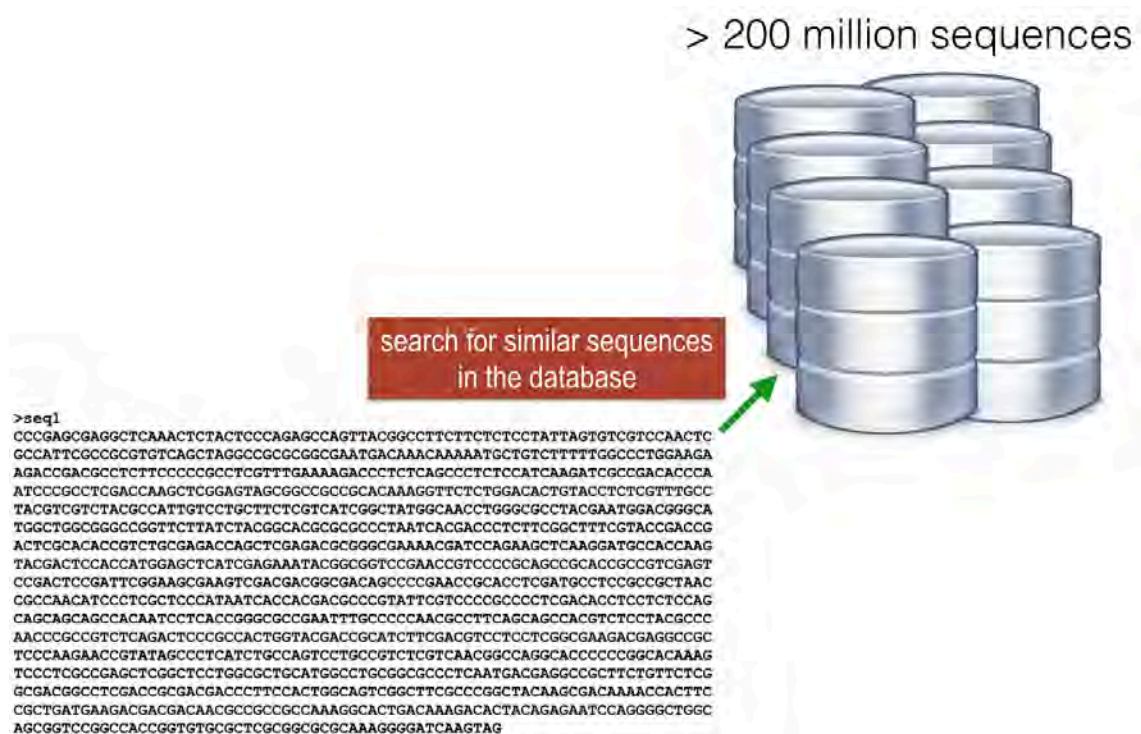 > 200 million sequences
search for similar sequences
in the database
>seq1
CCCGAGCGAGGCTCAAACTCTACTCCCAGAGCCAGTTACGGCCTTCTTCTCTCCTATTAGTGTCGTCCAACTC
GCCATTCGCCGCGTGTCAGCTAGGCCGCGCGGCGAATGACAAACAAAAATGCTGTCTTTTTGGCCCTGGAAGA
AGACCGACGCCTCTTCCCCCGCCTCGTTTGAAAAGACCCTCTCAGCCCTCTCCATCAAGATCGCCGACACCCA
ATCCCGCCTCGACCAAGCTCGGAGTAGCGGCCGCCGCACAAAGGTTCTCTGGACACTGTACCTCTCGTTTGCC
TACGTCGTCTACGCCATTGTCCTGCTTCTCGTCATCGGCTATGGCAACCTGGGCGCCTACGAATGGACGGGCA
TGGCTGGCGGGCCGGTTCTTATCTACGGCACGCGCGCCCTAATCACGACCCTCTTCGGCTTTCGTACCGACCG
ACTCGCACACCGTCTGCGAGACCAGCTCGAGACGCGGGCGAAAACGATCCAGAAGCTCAAGGATGCCACCAAG
TACGACTCCACCATGGAGCTCATCGAGAAATACGGCGGTCCGAACCGTCCCCGCAGCCGCACCGCCGTCGAGT
CCGACTCCGATTCGGAAGCGAAGTCGACGACGGCGACAGCCCCGAACCGCACCTCGATGCCTCCGCCGCTAAC
CGCCAACATCCCTCGCTCCCATAATCACCACGACGCCCGTATTCGTCCCCGCCCCTCGACACCTCCTCTCCAG
CAGCAGCAGCCACAATCCTCACCGGGCGCCGAATTTGCCCCCAACGCCTTCAGCAGCCACGTCTCCTACGCCC
AACCCGCCGTCTCAGACTCCCGCCACTGGTACGACCGCATCTTCGACGTCCTCCTCGGCGAAGACGAGGCCGC
TCCCAAGAACCGTATAGCCCTCATCTGCCAGTCCTGCCGTCTCGTCAACGGCCAGGCACCCCCCGGCACAAAG
TCCCTCGCCGAGCTCGGCTCCTGGCGCTGCATGGCCTGCGGCGCCCTCAATGACGAGGCCGCTTCTGTTCTCG
GCGACGGCCTCGACCGCGACGACCCTTCCACTGGCAGTCGGCTTCGCCCGGCTACAAGCGACAAAACCACTTC
CGCTGATGAAGACGACGACAACGCCGCCGCCAAAGGCACTGACAAAGACACTACAGAGAATCCAGGGGCTGGC
AGCGGTCCGGCCACCGGTGTGCGCTCGCGGCGCGCAAAGGGGATCAAGTAG